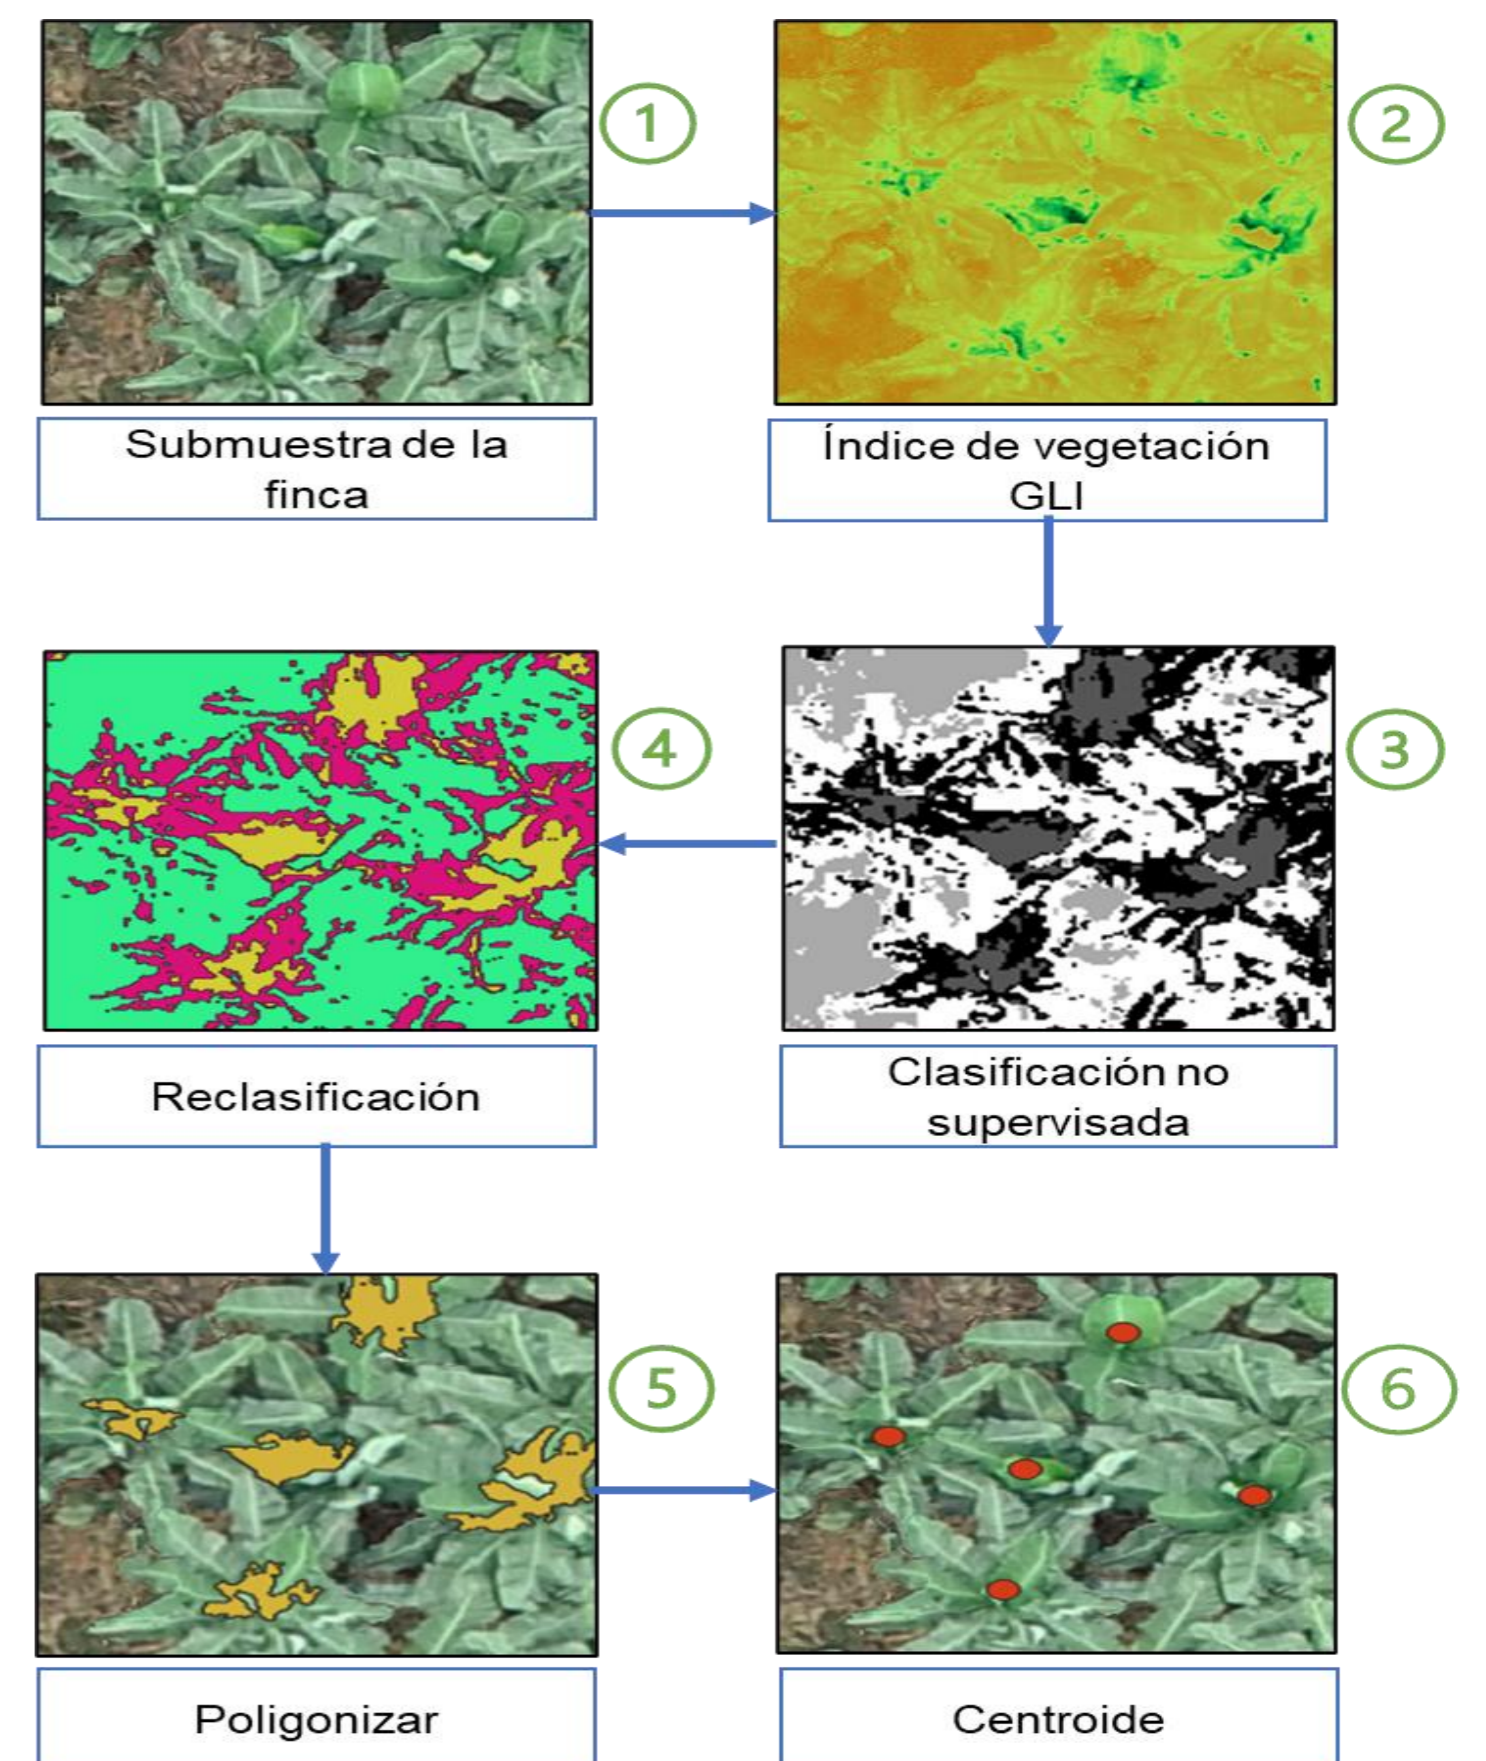 1
2
Submuestra de la
finca
Índice de vegetación
GLI
4
3
Reclasificación
Clasificación no
supervisada
5
6
Poligonizar
Centroide